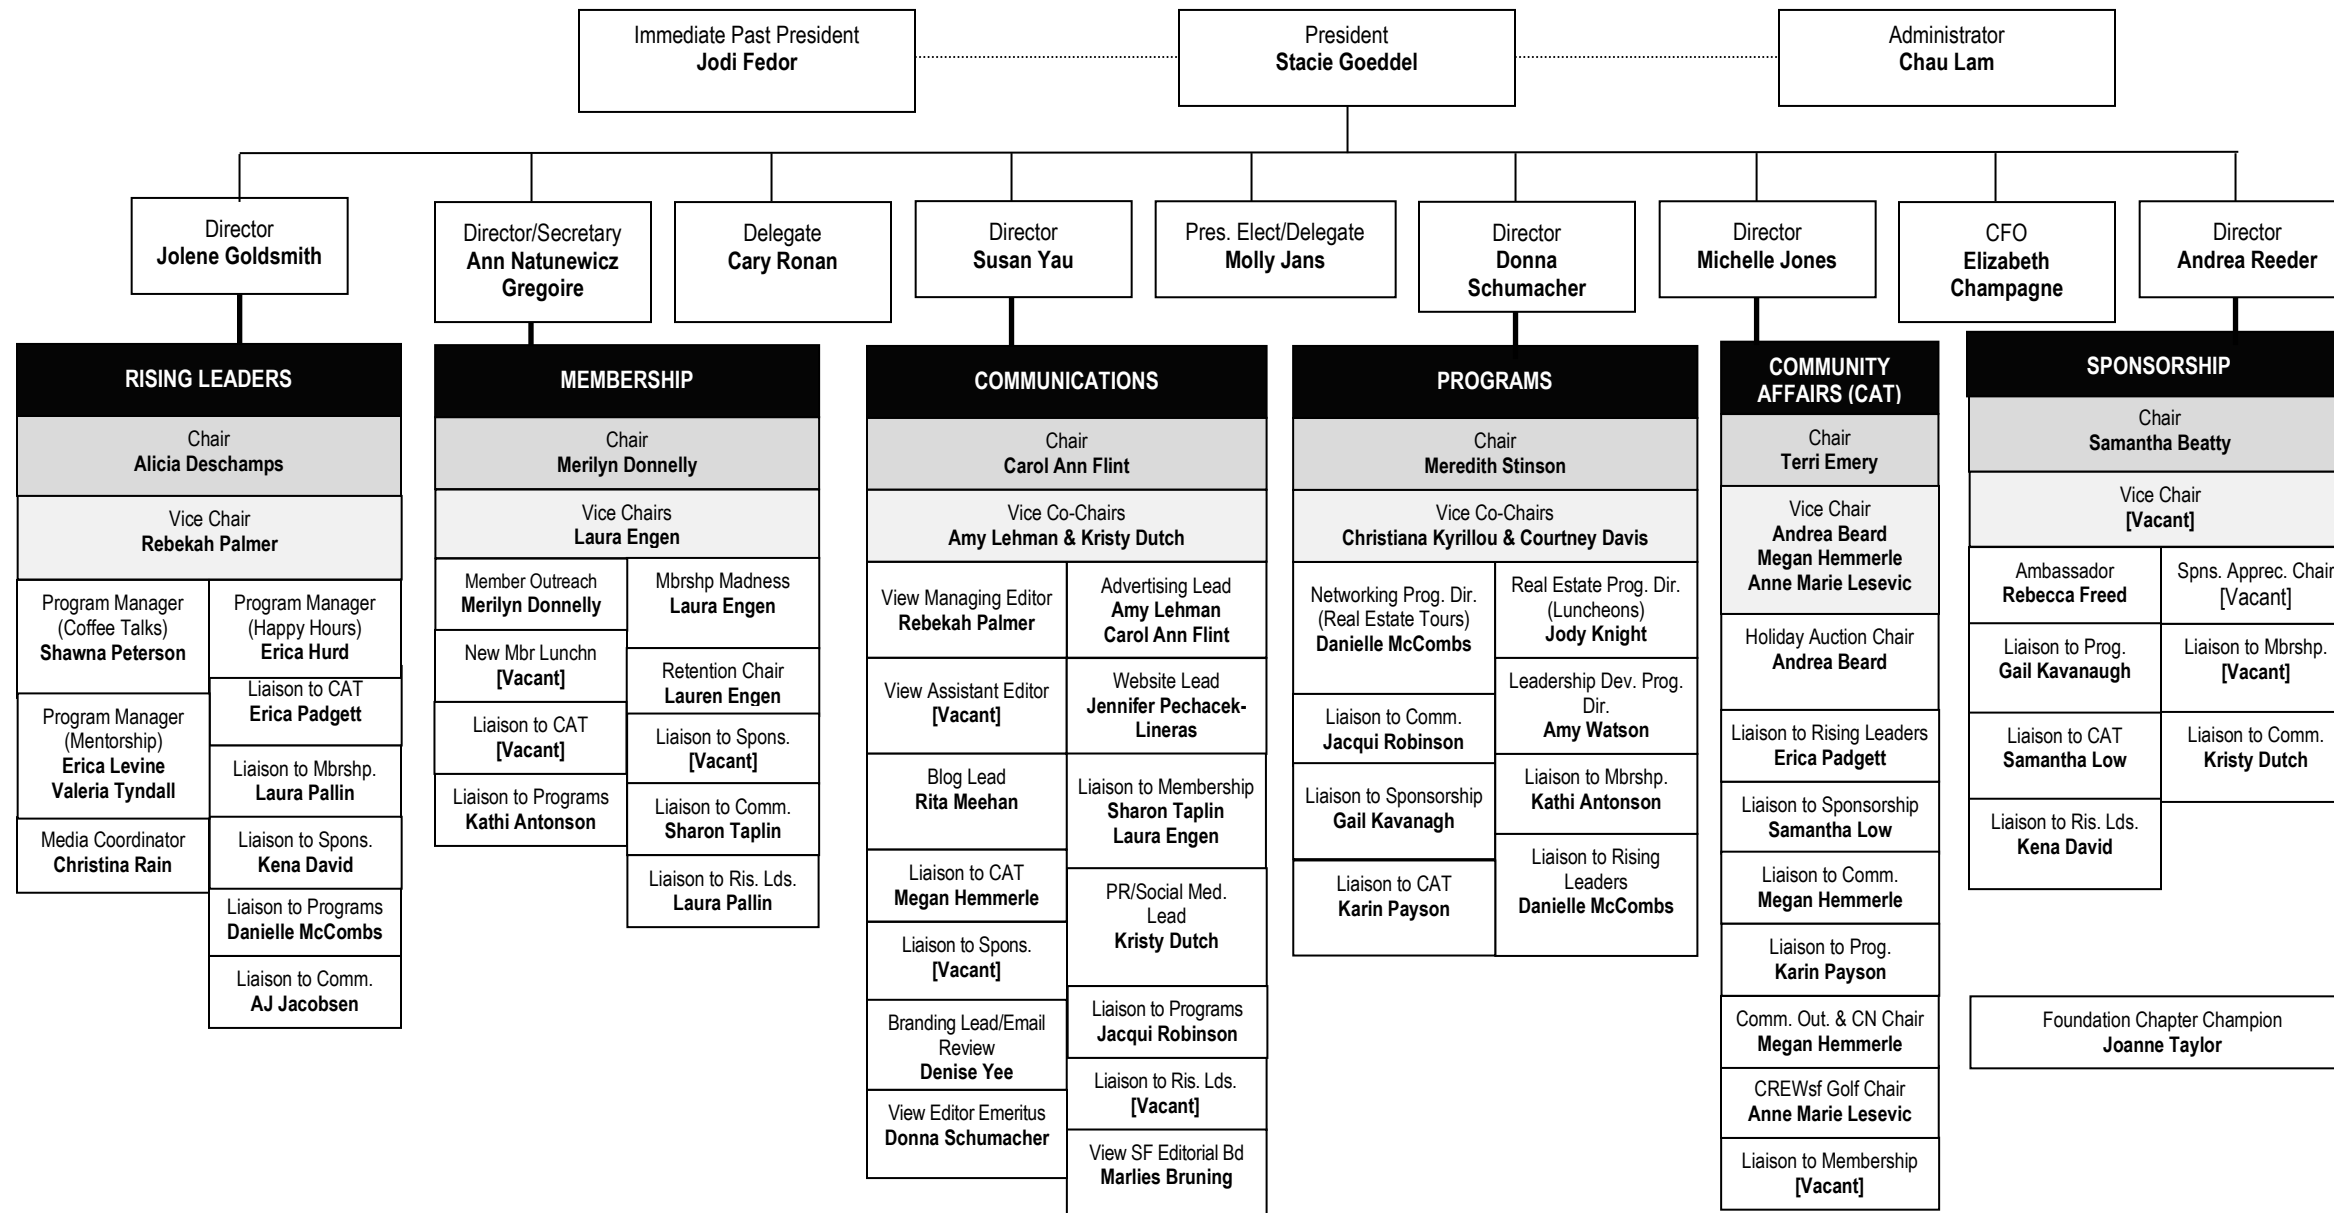 Immediate Past President
Jodi Fedor
President
Stacie Goeddel
Administrator
Chau Lam
Director
Jolene Goldsmith
Director/Secretary
Ann Natunewicz
Gregoire
Delegate
Cary Ronan
Director
Susan Yau
Pres. Elect/Delegate
Molly Jans
Director
Donna
Schumacher
Director
Michelle Jones
CFO
Elizabeth
Champagne
Director
Andrea Reeder
RISING LEADERS
Chair
Alicia Deschamps
Vice Chair
Rebekah Palmer
Program Manager
(Coffee Talks)
Shawna Peterson
Program Manager
(Mentorship)
Erica Levine
Valeria Tyndall
Media Coordinator
Christina Rain
Program Manager
(Happy Hours)
Erica Hurd
Liaison to CAT
Erica Padgett
Liaison to Mbrshp.
Laura Pallin
Liaison to Spons.
Kena David
Liaison to Programs
Danielle McCombs
Liaison to Comm.
AJ Jacobsen
MEMBERSHIP
Chair
Merilyn Donnelly
Vice Chairs
Laura Engen
Member Outreach
Merilyn Donnelly
New Mbr Lunchn
[Vacant]
Liaison to CAT
[Vacant]
Liaison to Programs
Kathi Antonson
Mbrshp Madness
Laura Engen
Retention Chair
Lauren Engen
Liaison to Spons.
[Vacant]
Liaison to Comm.
Sharon Taplin
Liaison to Ris. Lds.
Laura Pallin
COMMUNICATIONS
Chair
Carol Ann Flint
Vice Co-Chairs
Amy Lehman & Kristy Dutch
View Managing Editor
Rebekah Palmer
View Assistant Editor
[Vacant]
Blog Lead
Rita Meehan
Liaison to CAT
Megan Hemmerle
Liaison to Spons.
[Vacant]
Branding Lead/Email
Review
Denise Yee
View Editor Emeritus
Donna Schumacher
Advertising Lead
Amy Lehman
Carol Ann Flint
Website Lead
Jennifer Pechacek-
Lineras
Liaison to Membership
Sharon Taplin
Laura Engen
PR/Social Med.
Lead
Kristy Dutch
Liaison to Programs
Jacqui Robinson
Liaison to Ris. Lds.
[Vacant]
View SF Editorial Bd
Marlies Bruning
PROGRAMS
Chair
Meredith Stinson
Vice Co-Chairs
Christiana Kyrillou & Courtney Davis
Networking Prog. Dir.
(Real Estate Tours)
Danielle McCombs
Liaison to Comm.
Jacqui Robinson
Liaison to Sponsorship
Gail Kavanagh
Liaison to CAT
Karin Payson
Real Estate Prog. Dir.
(Luncheons)
Jody Knight
Leadership Dev. Prog.
Dir.
Amy Watson
Liaison to Mbrshp.
Kathi Antonson
Liaison to Rising
Leaders
Danielle McCombs
COMMUNITY
AFFAIRS (CAT)
Chair
Terri Emery
Vice Chair
Andrea Beard
Megan Hemmerle
Anne Marie Lesevic
Holiday Auction Chair
Andrea Beard
Liaison to Rising Leaders
Erica Padgett
Liaison to Sponsorship
Samantha Low
Liaison to Comm.
Megan Hemmerle
Liaison to Prog.
Karin Payson
Comm. Out. & CN Chair
Megan Hemmerle
CREWsf Golf Chair
Anne Marie Lesevic
Liaison to Membership
[Vacant]
SPONSORSHIP
Chair
Samantha Beatty
Vice Chair
[Vacant]
Ambassador
Rebecca Freed
Liaison to Prog.
Gail Kavanaugh
Liaison to CAT
Samantha Low
Liaison to Ris. Lds.
Kena David
Spns. Apprec. Chair
[Vacant]
Liaison to Mbrshp.
[Vacant]
Liaison to Comm.
Kristy Dutch
Foundation Chapter Champion
Joanne Taylor